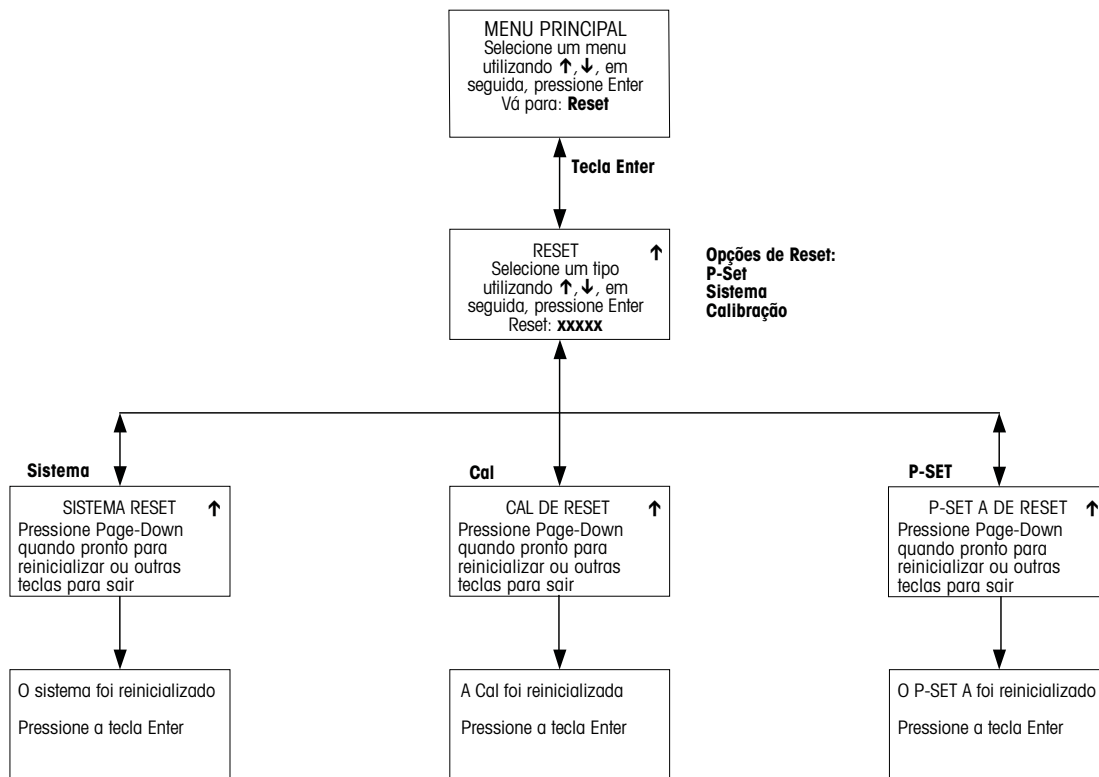 MENU PRINCIPAL
Selecione um menu
utilizando ↑,↓, em
seguida, pressione Enter
Vá para: Reset
Tecla Enter
RESET ↑
Selecione um tipo
utilizando ↑,↓, em
seguida, pressione Enter
Reset: xxxxx
Opções de Reset:
P-Set
Sistema
Calibração
Sistema
SISTEMA RESET ↑
Pressione Page-Down
quando pronto para
reinicializar ou outras
teclas para sair
Cal
CAL DE RESET ↑
Pressione Page-Down
quando pronto para
reinicializar ou outras
teclas para sair
P-SET
P-SET A DE RESET ↑
Pressione Page-Down
quando pronto para
reinicializar ou outras
teclas para sair
O sistema foi reinicializado
Pressione a tecla Enter
A Cal foi reinicializada
Pressione a tecla Enter
O P-SET A foi reinicializado
Pressione a tecla Enter